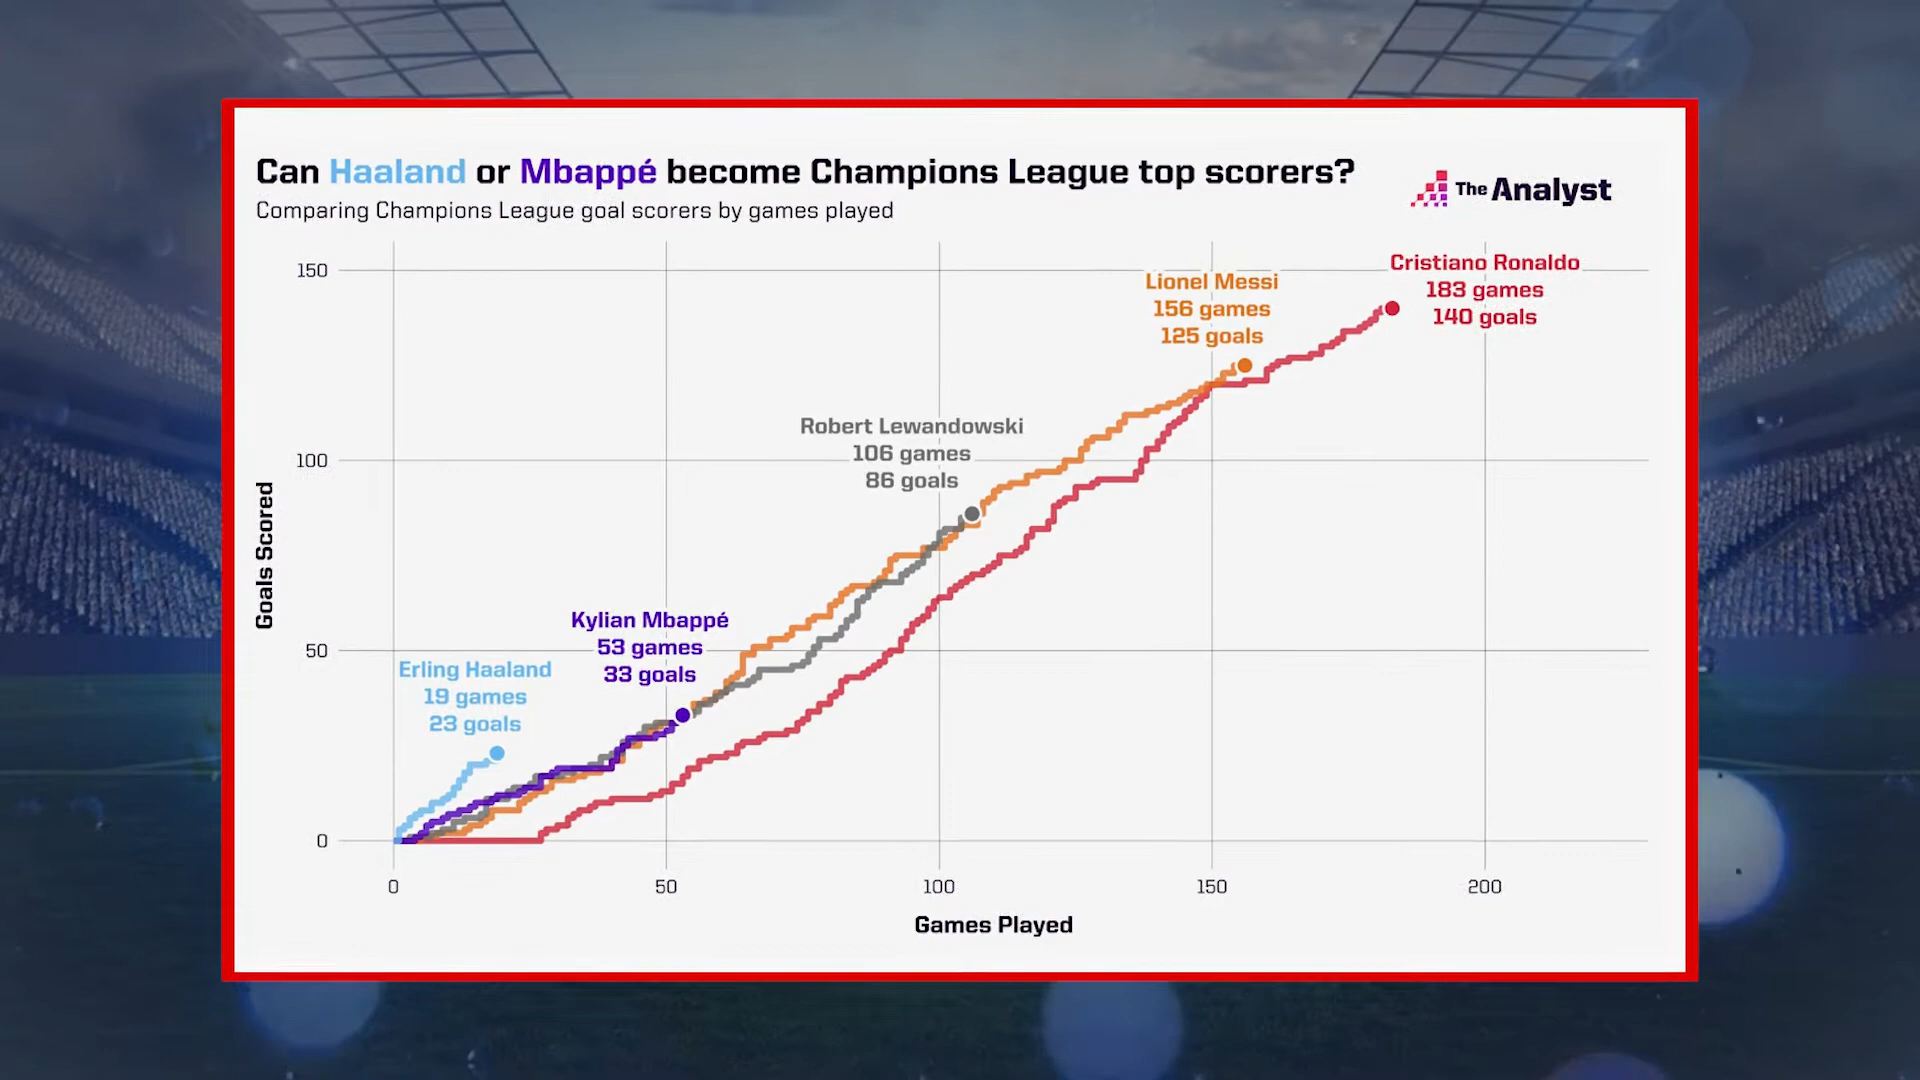 Can Haaland or Mbappé become Champions League top scorers?
Comparing Champions League goal scorers by games played
The Analyst
Cristiano Ronaldo
183 games
140 goals
Lionel Messi
156 games
125 goals
Robert Lewandowski
106 games
86 goals
Kylian Mbappé
53 games
33 goals
Erling Haaland
19 games
23 goals
Goals Scored
150
100
50
0
0
50
100
150
200
Games Played